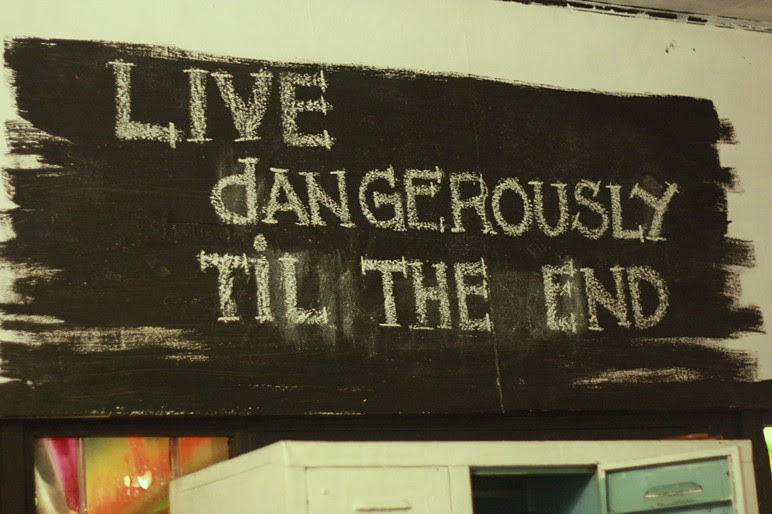 LIVE
dANGEROUSLY
TiL THE END